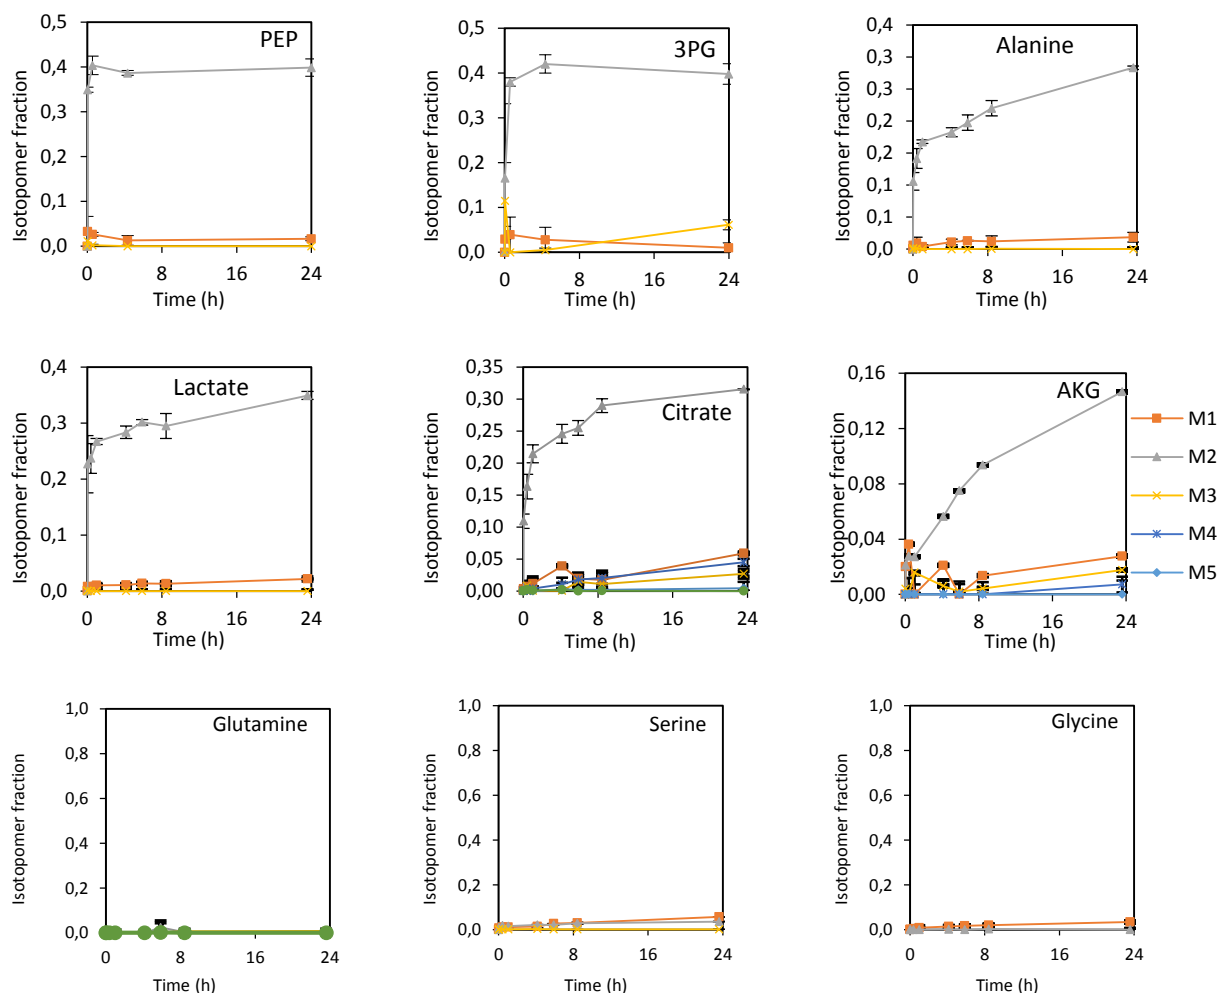 PEP
0,5
0,4
0,3
0,2
0,1
0,0
Isotopomer fraction
0 8 16 24
Time (h)
3PG
0,5
0,4
0,3
0,2
0,1
0,0
Isotopomer fraction
0 8 16 24
Time (h)
Alanine
0,4
0,3
0,3
0,2
0,2
0,1
0,1
0,0
Isotopomer fraction
0 8 16 24
Time (h)
Lactate
0,4
0,3
0,2
0,1
0,0
Isotopomer fraction
0 8 16 24
Time (h)
Citrate
0,35
0,30
0,25
0,20
0,15
0,10
0,05
0,00
Isotopomer fraction
0 8 16 24
Time (h)
AKG
0,16
0,12
0,08
0,04
0,00
Isotopomer fraction
0 8 16 24
Time (h)
M1
M2
M3
M4
M5
Glutamine
1,0
0,8
0,6
0,4
0,2
0,0
Isotopomer fraction
0 8 16 24
Time (h)
Serine
1,0
0,8
0,6
0,4
0,2
0,0
Isotopomer fraction
0 8 16 24
Time (h)
Glycine
1,0
0,8
0,6
0,4
0,2
0,0
Isotopomer fraction
0 8 16 24
Time (h)